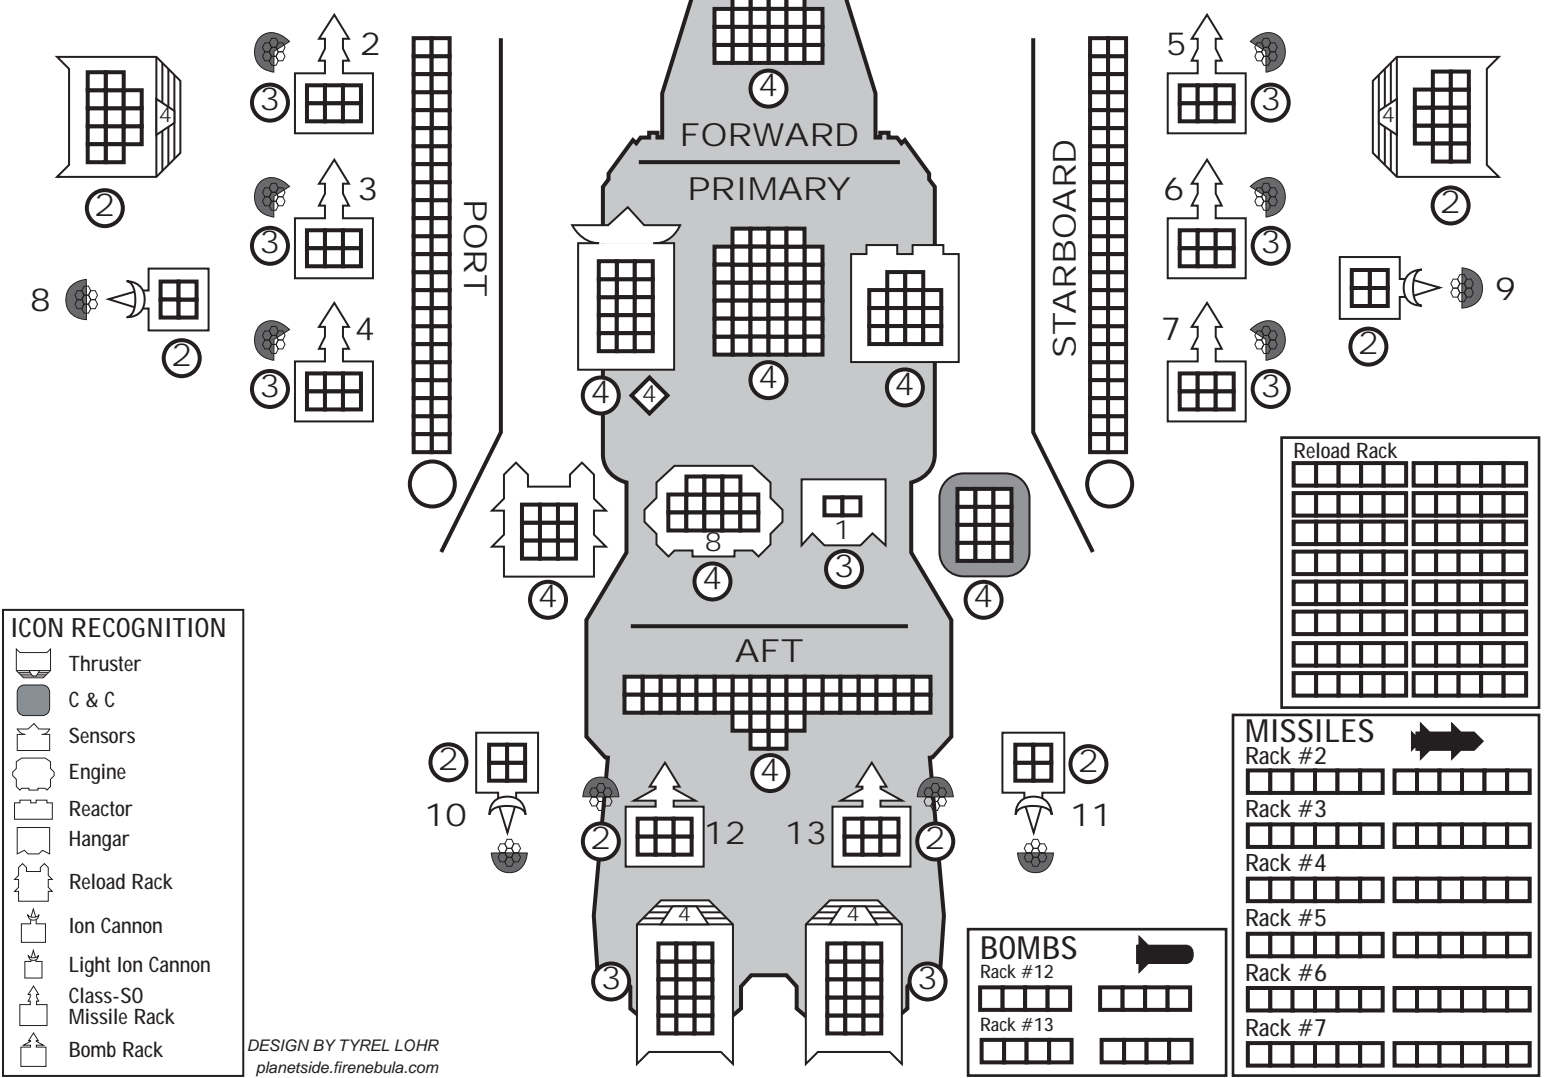 2
3
4
3
2
3
3
4
3
8
2
PORT
4
FORWARD
PRIMARY
4
4
4
4
STARBOARD
5
3
6
3
7
3
4
2
9
2
4
8
4
1
3
4
AFT
4
2
10
2
12
13
2
2
11
4
3
4
3
ICON RECOGNITION
Thruster
C & C
Sensors
Engine
Reactor
Hangar
Reload Rack
Ion Cannon
Light Ion Cannon
Class-SO
Missile Rack
Bomb Rack
DESIGN BY TYREL LOHR
planetside.firenebula.com
Reload Rack
MISSILES
Rack #2
Rack #3
Rack #4
Rack #5
Rack #6
Rack #7
BOMBS
Rack #12
Rack #13